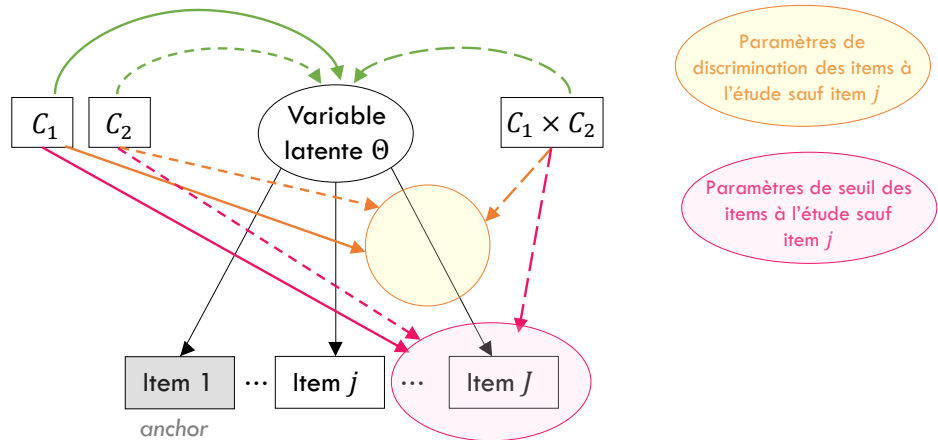 Paramètres de
discrimination des items à
l'étude sauf item j
C₁
C₂
Variable
latente Θ
C₁ × C₂
Paramètres de seuil des
items à l'étude sauf
item j
Item 1
...
Item j
...
Item J
anchor